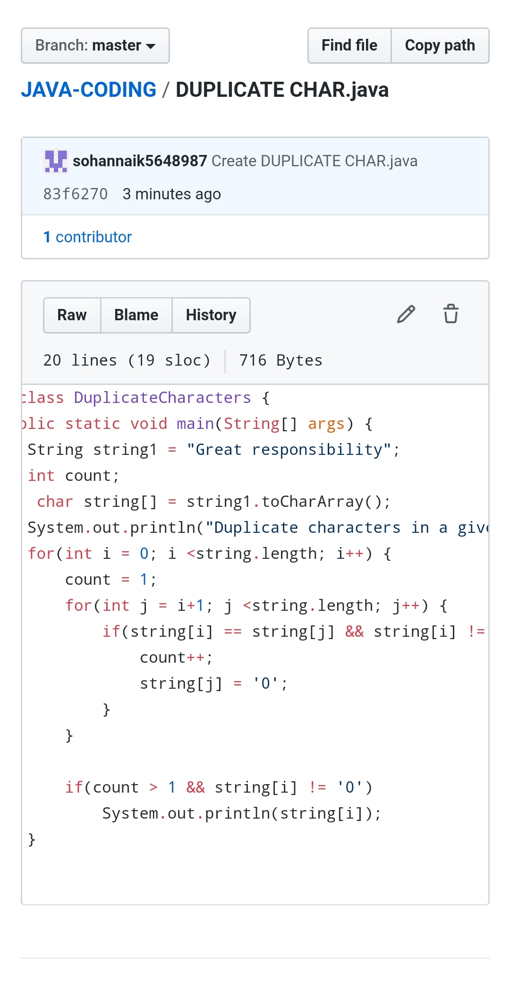 Branch: master
Find file
Copy path
JAVA-CODING / DUPLICATE CHAR.java
sohannaik5648987 Create DUPLICATE CHAR.java
83f6270 3 minutes ago
1 contributor
Raw
Blame
History
20 lines (19 sloc)
716 Bytes
class DuplicateCharacters {
blic static void main(String[] args) {
String string1 = "Great responsibility";
int count;
char string[] = string1.toCharArray();
System.out.println("Duplicate characters in a give
for(int i = 0; i <string.length; i++) {
count = 1;
for(int j = i+1; j <string.length; j++) {
if(string[i] == string[j] && string[i] !=
count++;
string[j] = '0';
}
}
if(count > 1 && string[i] != '0')
System.out.println(string[i]);
}